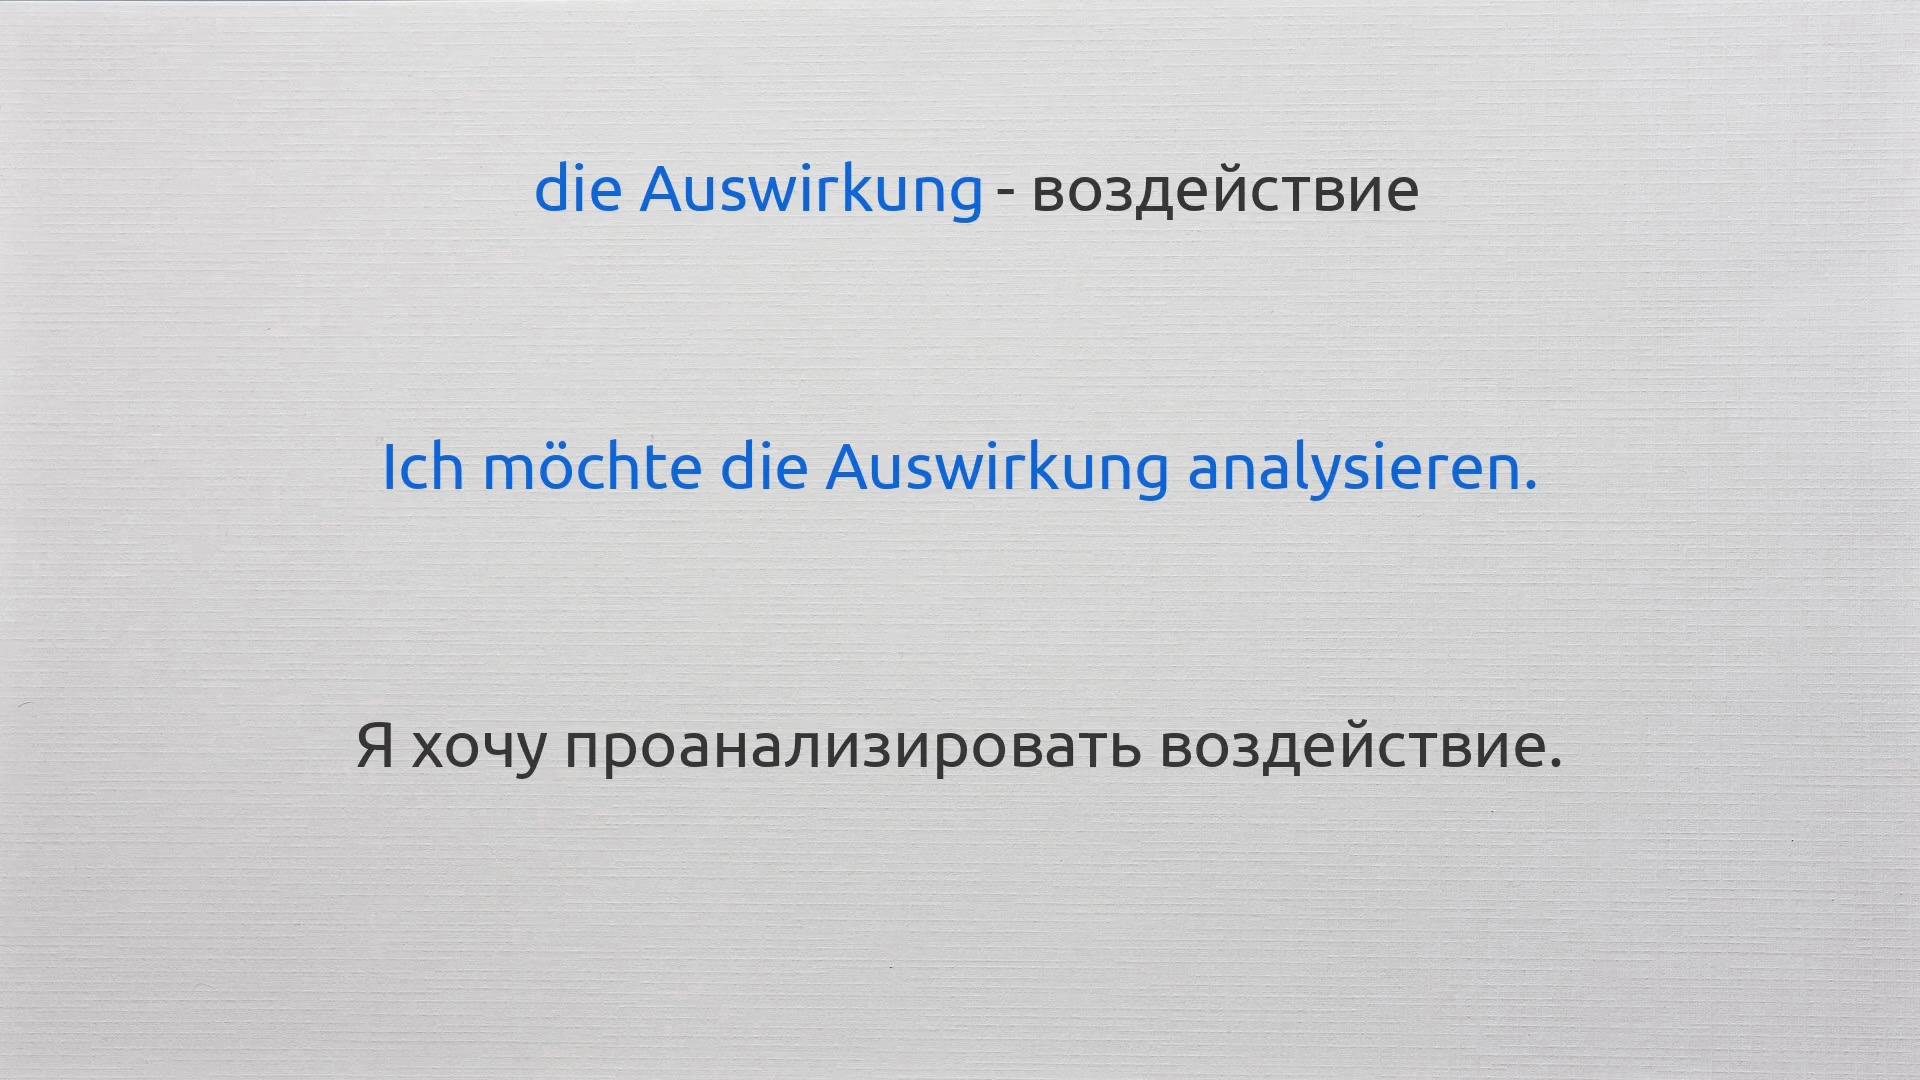 die Auswirkung - воздействие
Ich möchte die Auswirkung analysieren.
Я хочу проанализировать воздействие.